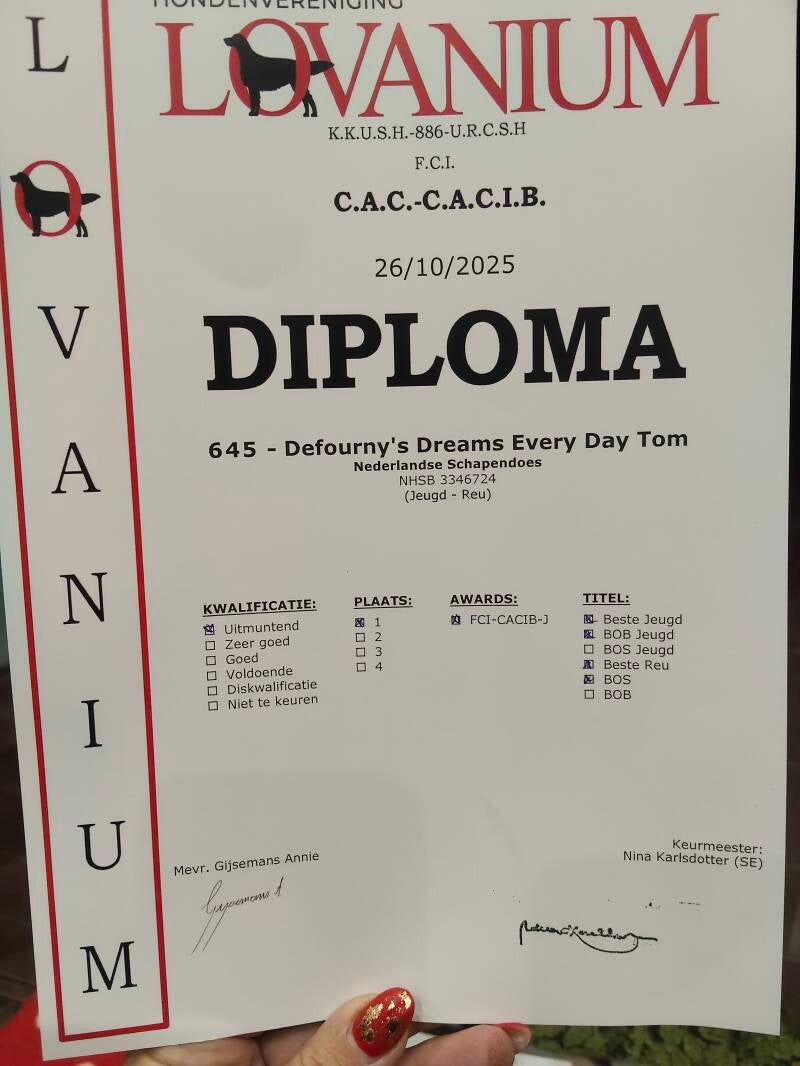 HONDENVERENIGING
LOVANIUM
K.K.U.S.H.-886-U.R.C.S.H
F.C.I.
C.A.C.-C.A.C.I.B.
26/10/2025
DIPLOMA
645 - Defourny's Dreams Every Day Tom
Nederlandse Schapendoes
NHSB 3346724
(Jeugd - Reu)
KWALIFICATIE:
Uitmuntend
Zeer goed
Goed
Voldoende
Diskwalificatie
Niet te keuren
PLAATS:
1
2
3
4
AWARDS:
FCI-CACIB-J
TITEL:
Beste Jeugd
BOB Jeugd
BOS Jeugd
Beste Reu
BOS
BOB
Mevr. Gijsemans Annie
Gijsemans A
Keurmeester:
Nina Karlsdotter (SE)
L
O
V
A
N
I
U
M